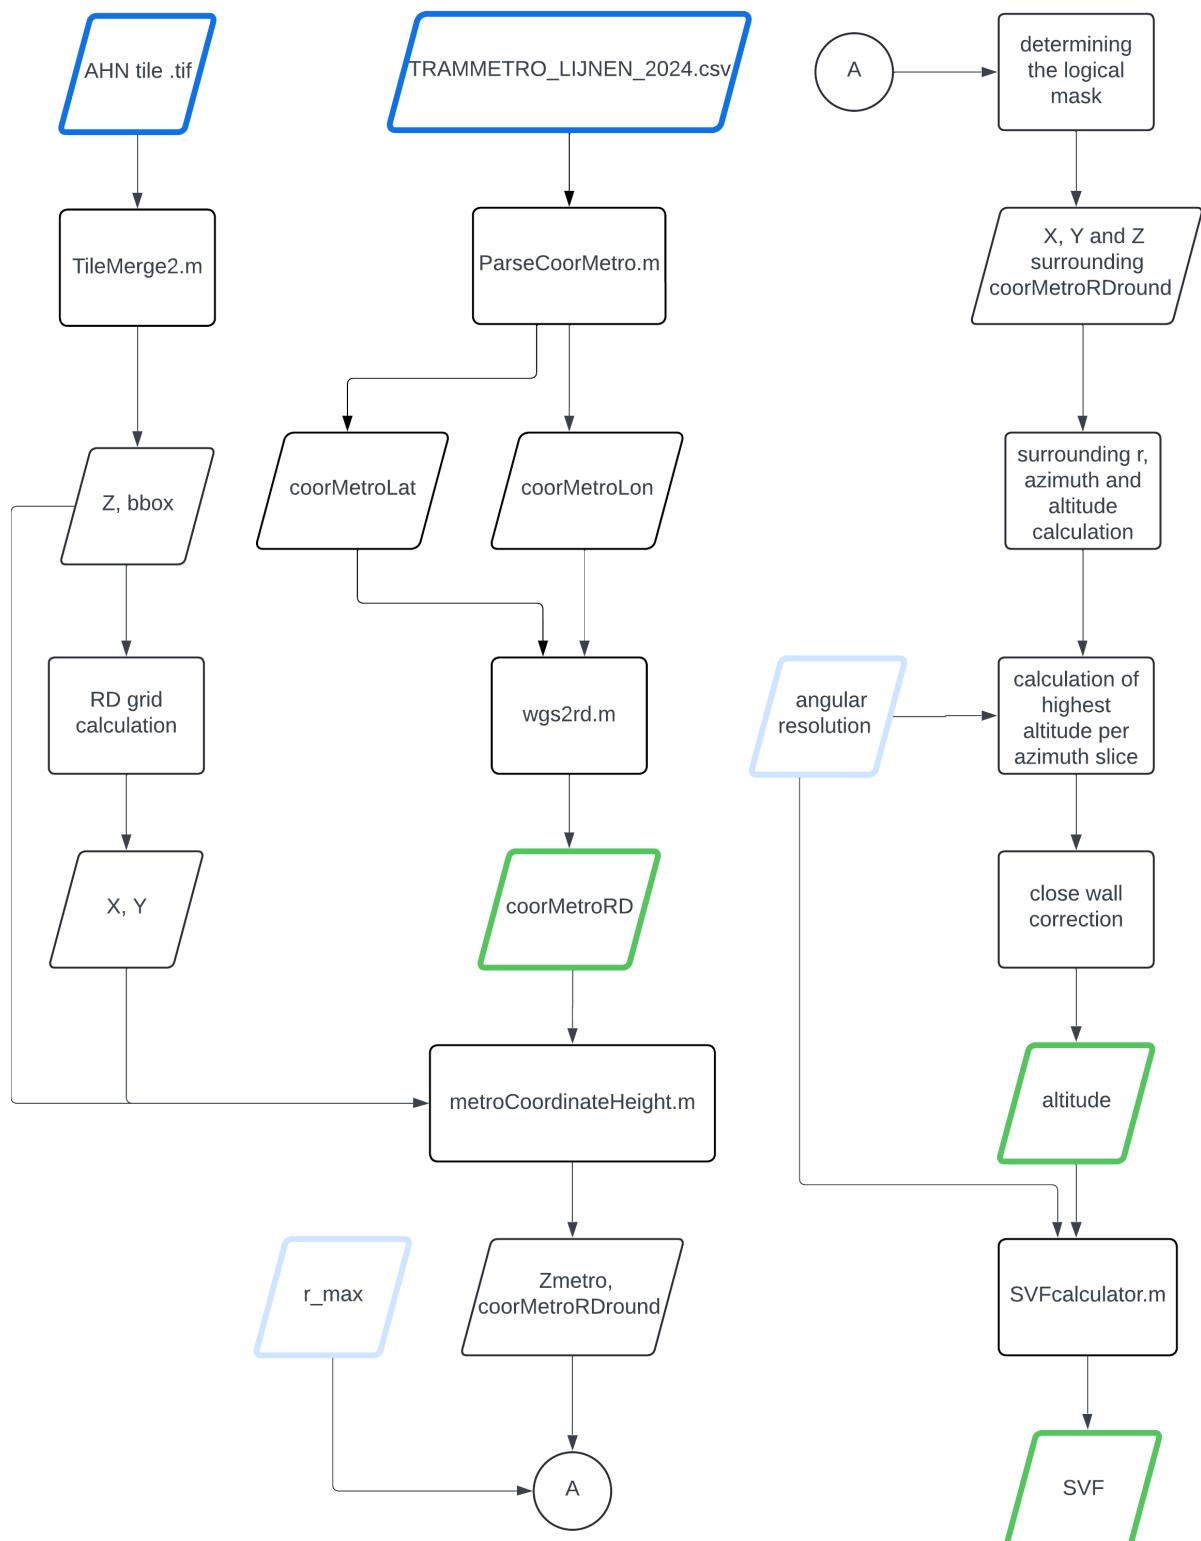 AHN tile .tif
TileMerge2.m
Z, bbox
RD grid
calculation
X, Y
TRAMMETRO_LIJNEN_2024.csv
ParseCoorMetro.m
coorMetroLat
coorMetroLon
wgs2rd.m
coorMetroRD
metroCoordinateHeight.m
r_max
Zmetro,
coorMetroRDround
A
A
determining
the logical
mask
X, Y and Z
surrounding
coorMetroRDround
surrounding r,
azimuth and
altitude
calculation
angular
resolution
calculation of
highest
altitude per
azimuth slice
close wall
correction
altitude
SVFcalculator.m
SVF